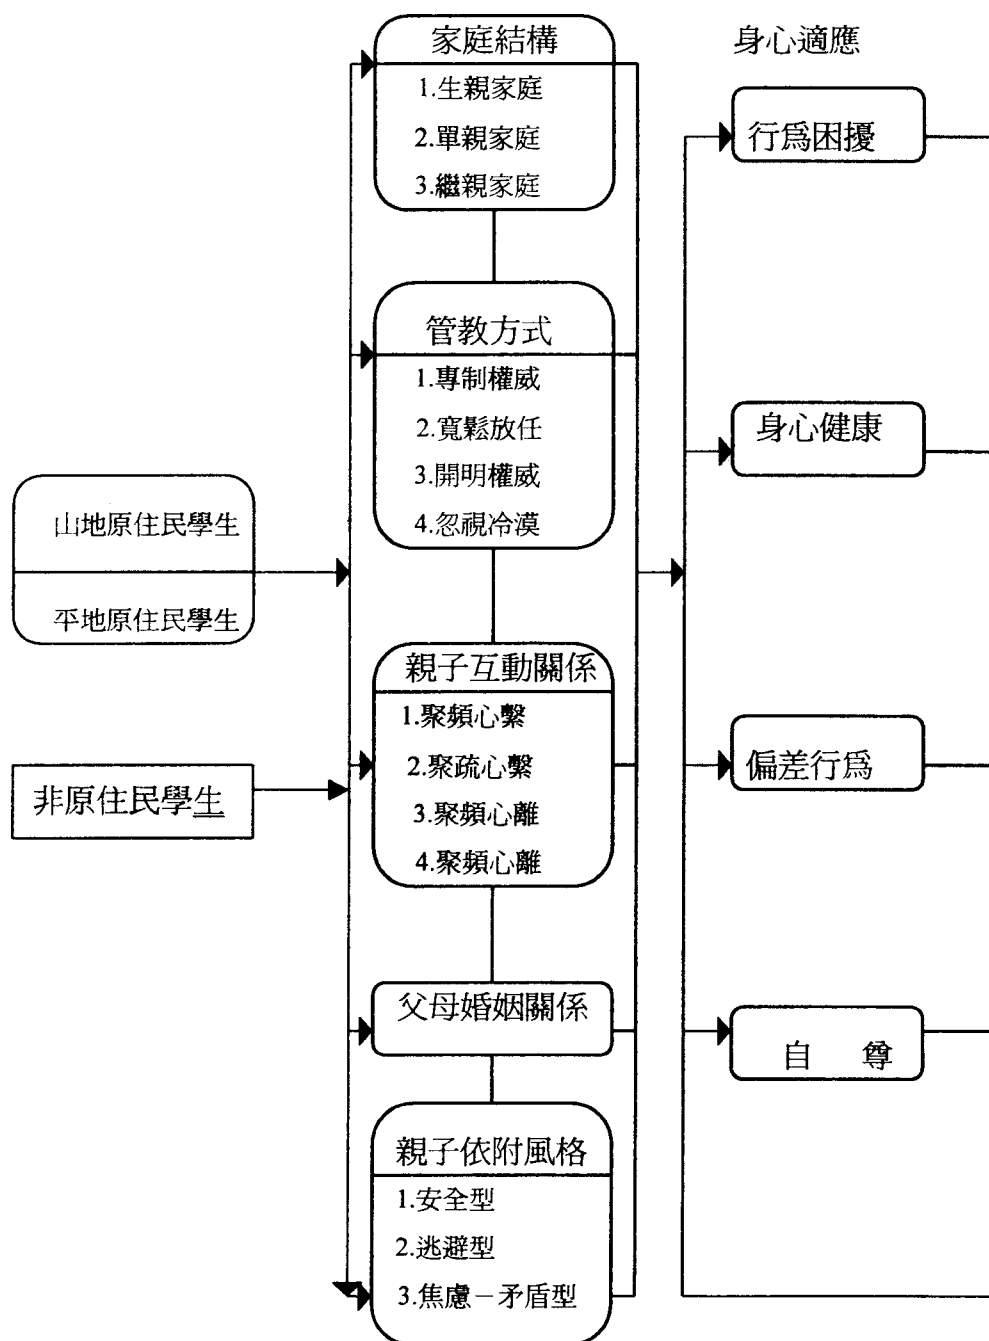 家庭結構
1.生親家庭
2.單親家庭
3.繼親家庭
管教方式
1.專制權威
2.寬鬆放任
3.開明權威
4.忽視冷漠
山地原住民學生
平地原住民學生
非原住民學生
親子互動關係
1.聚頻心繫
2.聚疏心繫
3.聚頻心離
4.聚頻心離
父母婚姻關係
親子依附風格
1.安全型
2.逃避型
3.焦慮－矛盾型
身心適應
行爲困擾
身心健康
偏差行爲
自 尊